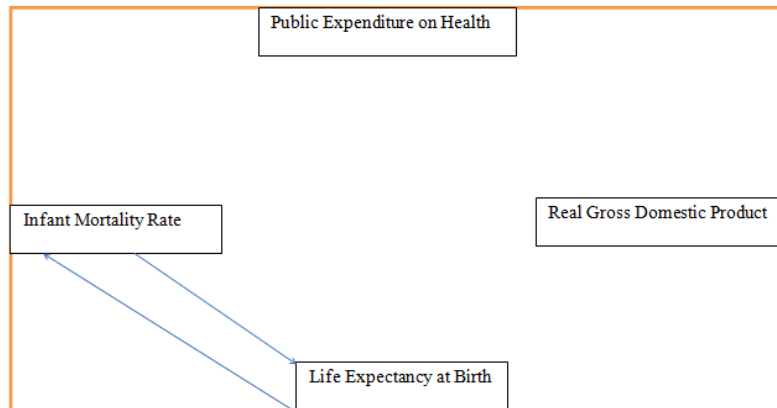 Public Expenditure on Health
Infant Mortality Rate
Real Gross Domestic Product
Life Expectancy at Birth